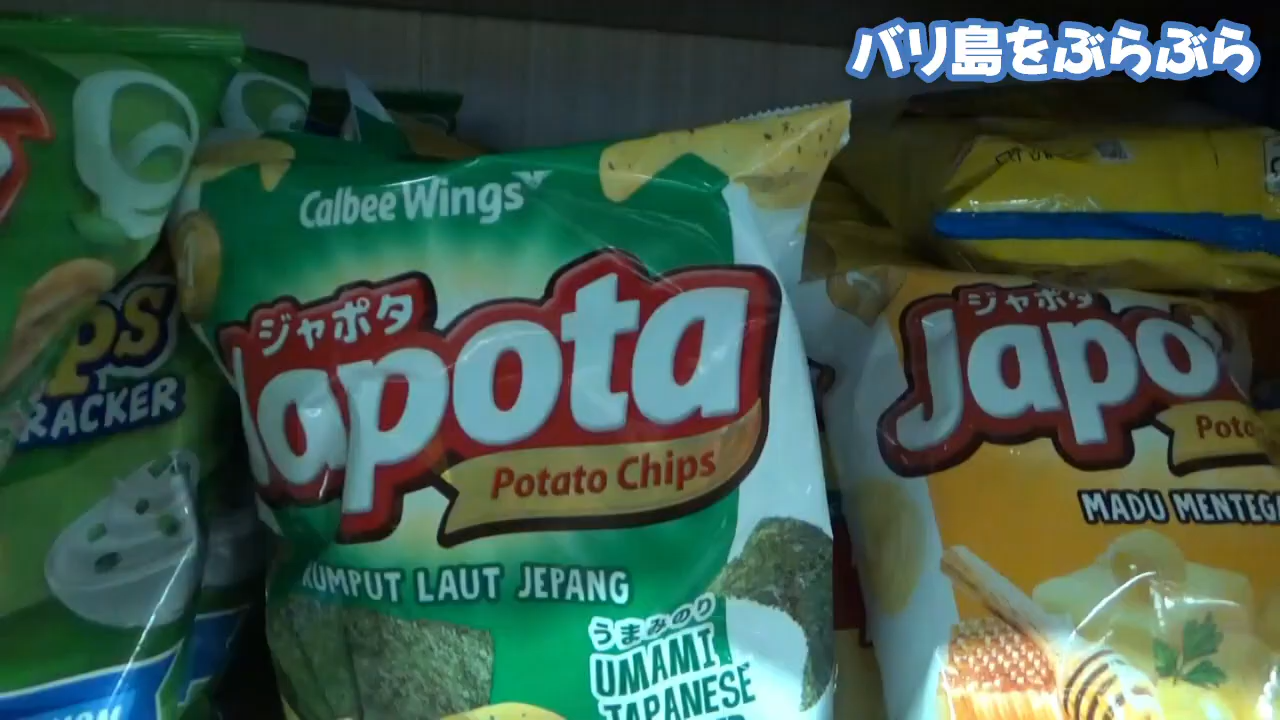 バリ島をぶらぶら
Calbee Wings
ジャポタ
Japota
Potato Chips
RUMPUT LAUT JEPANG
うまみのり
UMAMI
JAPANESE
ジャポタ
MADU
RACKER